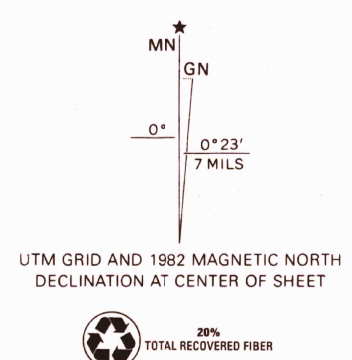 MN
GN
0°
0°23′
7 MILS
UTM GRID AND 1982 MAGNETIC NORTH
DECLINATION AT CENTER OF SHEET
20%
TOTAL RECOVERED FIBER